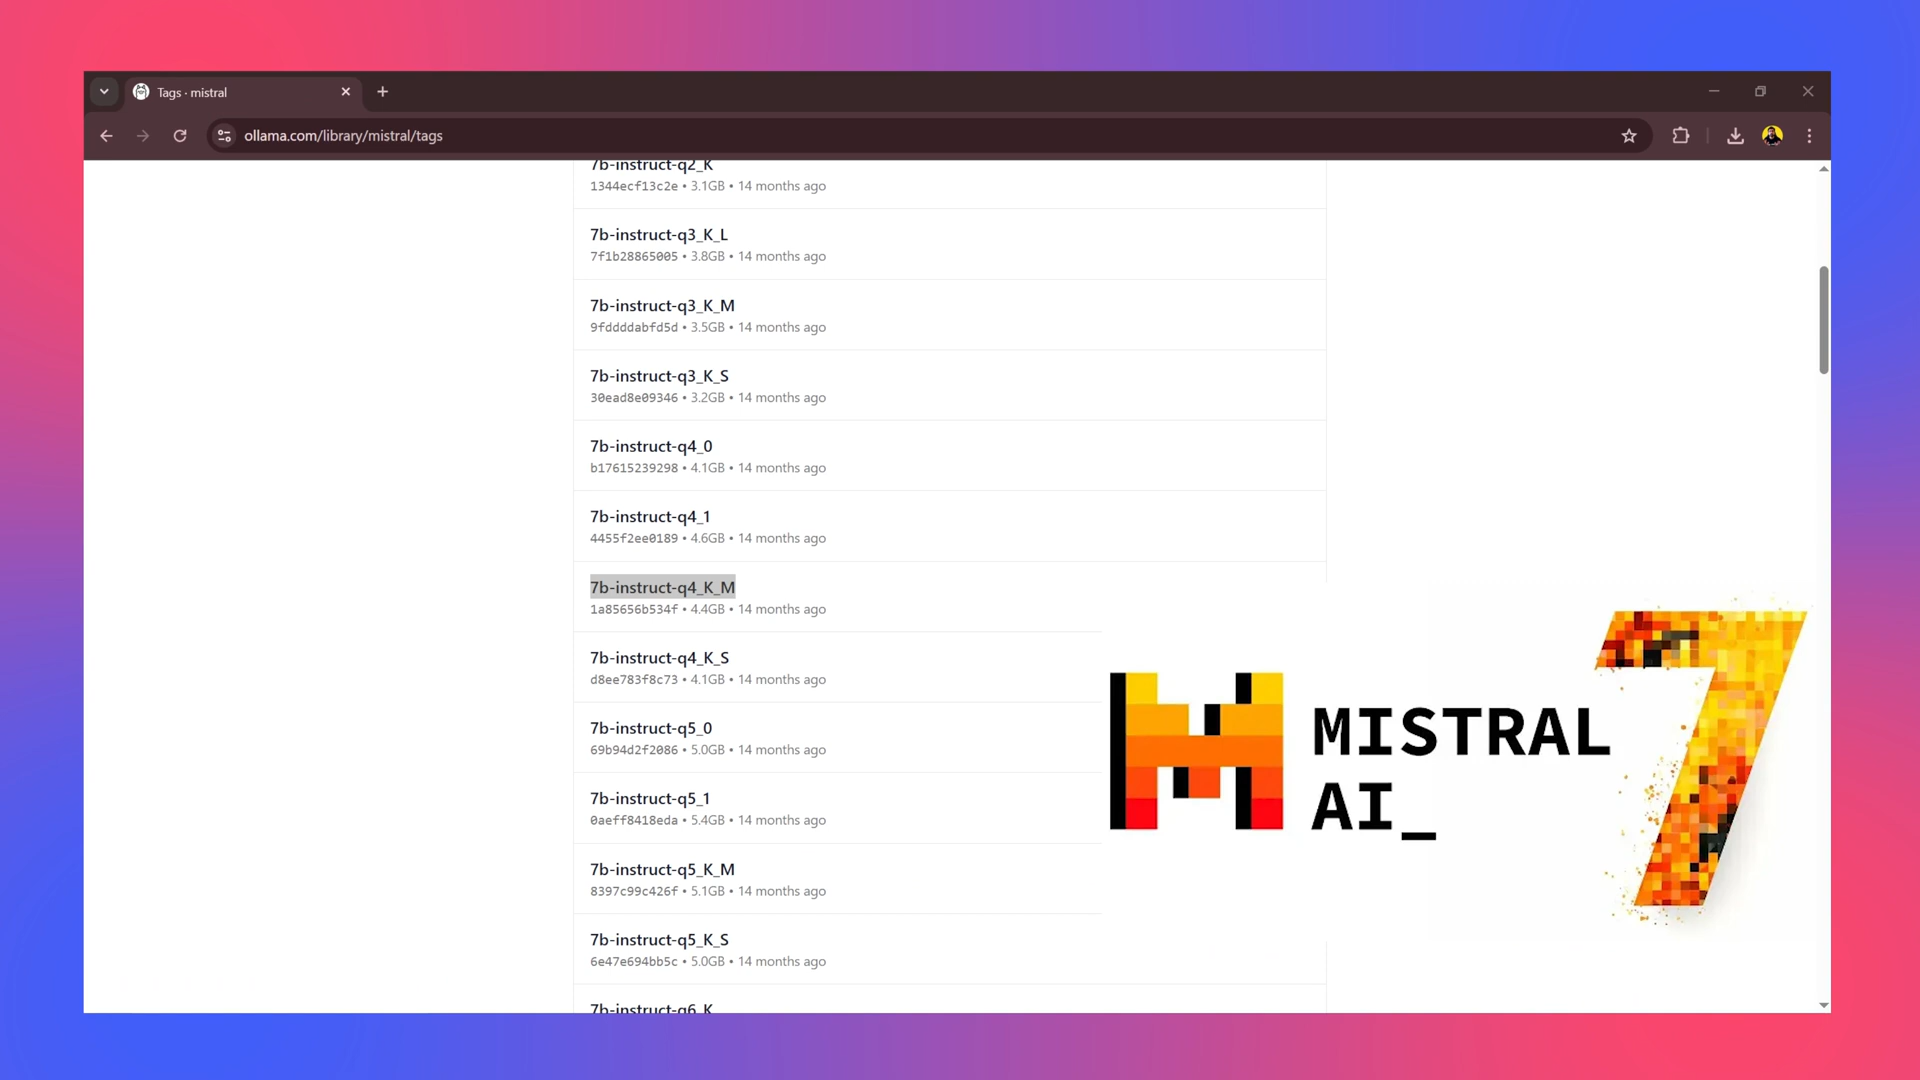 Tags · mistral
ollama.com/library/mistral/tags
7b-instruct-q2_K
1344ecf13c2e • 3.1GB • 14 months ago
7b-instruct-q3_K_L
7f1b28865005 • 3.8GB • 14 months ago
7b-instruct-q3_K_M
9fddddabfd5d • 3.5GB • 14 months ago
7b-instruct-q3_K_S
30ead8e09346 • 3.2GB • 14 months ago
7b-instruct-q4_0
b17615239298 • 4.1GB • 14 months ago
7b-instruct-q4_1
4455f2ee0189 • 4.6GB • 14 months ago
7b-instruct-q4_K_M
1a85656b534f • 4.4GB • 14 months ago
7b-instruct-q4_K_S
d8ee783f8c73 • 4.1GB • 14 months ago
7b-instruct-q5_0
69b94d2f2086 • 5.0GB • 14 months ago
7b-instruct-q5_1
0aeff8418eda • 5.4GB • 14 months ago
7b-instruct-q5_K_M
8397c99c426f • 5.1GB • 14 months ago
7b-instruct-q5_K_S
6e47e694bb5c • 5.0GB • 14 months ago
7b-instruct-q6_K
MISTRAL
AI_
7